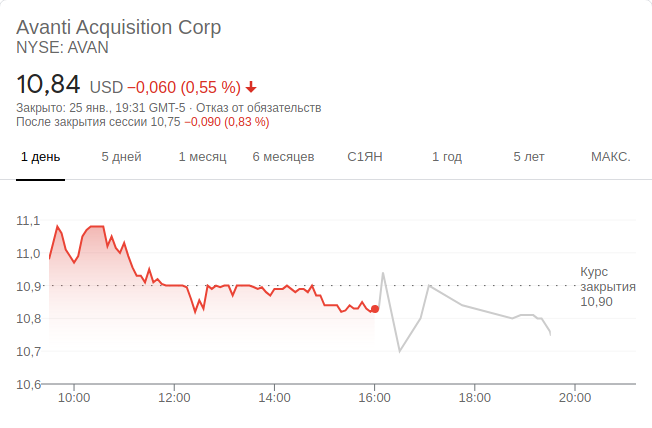 Avanti Acquisition Corp
NYSE: AVAN
10,84 USD −0,060 (0,55 %)
Закрыто: 25 янв., 19:31 GMT-5 · Отказ от обязательств
После закрытия сессии 10,75 −0,090 (0,83 %)
1 день 5 дней 1 месяц 6 месяцев С1ЯН 1 год 5 лет МАКС.
11,1
11,0
10,9
10,8
10,7
10,6
Курс
закрытия
10,90
10:00 12:00 14:00 16:00 18:00 20:00